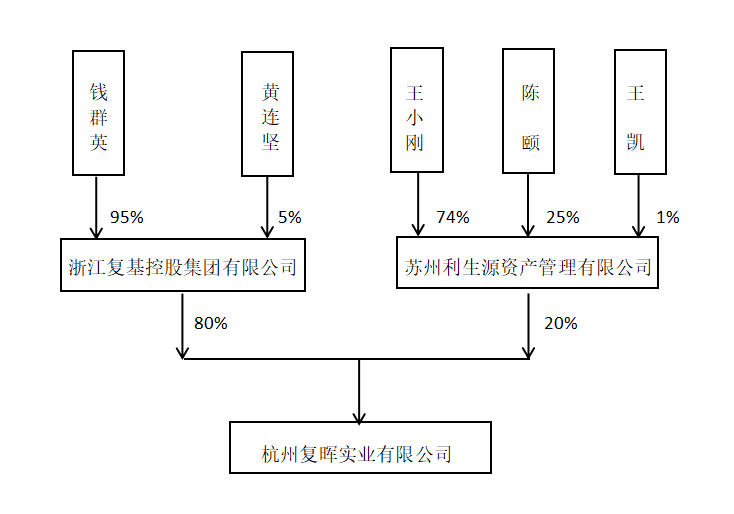 钱群英
黄连坚
王小刚
陈颐
王凯
95%
5%
74%
25%
1%
浙江复基控股集团有限公司
苏州利生源资产管理有限公司
80%
20%
杭州复晖实业有限公司